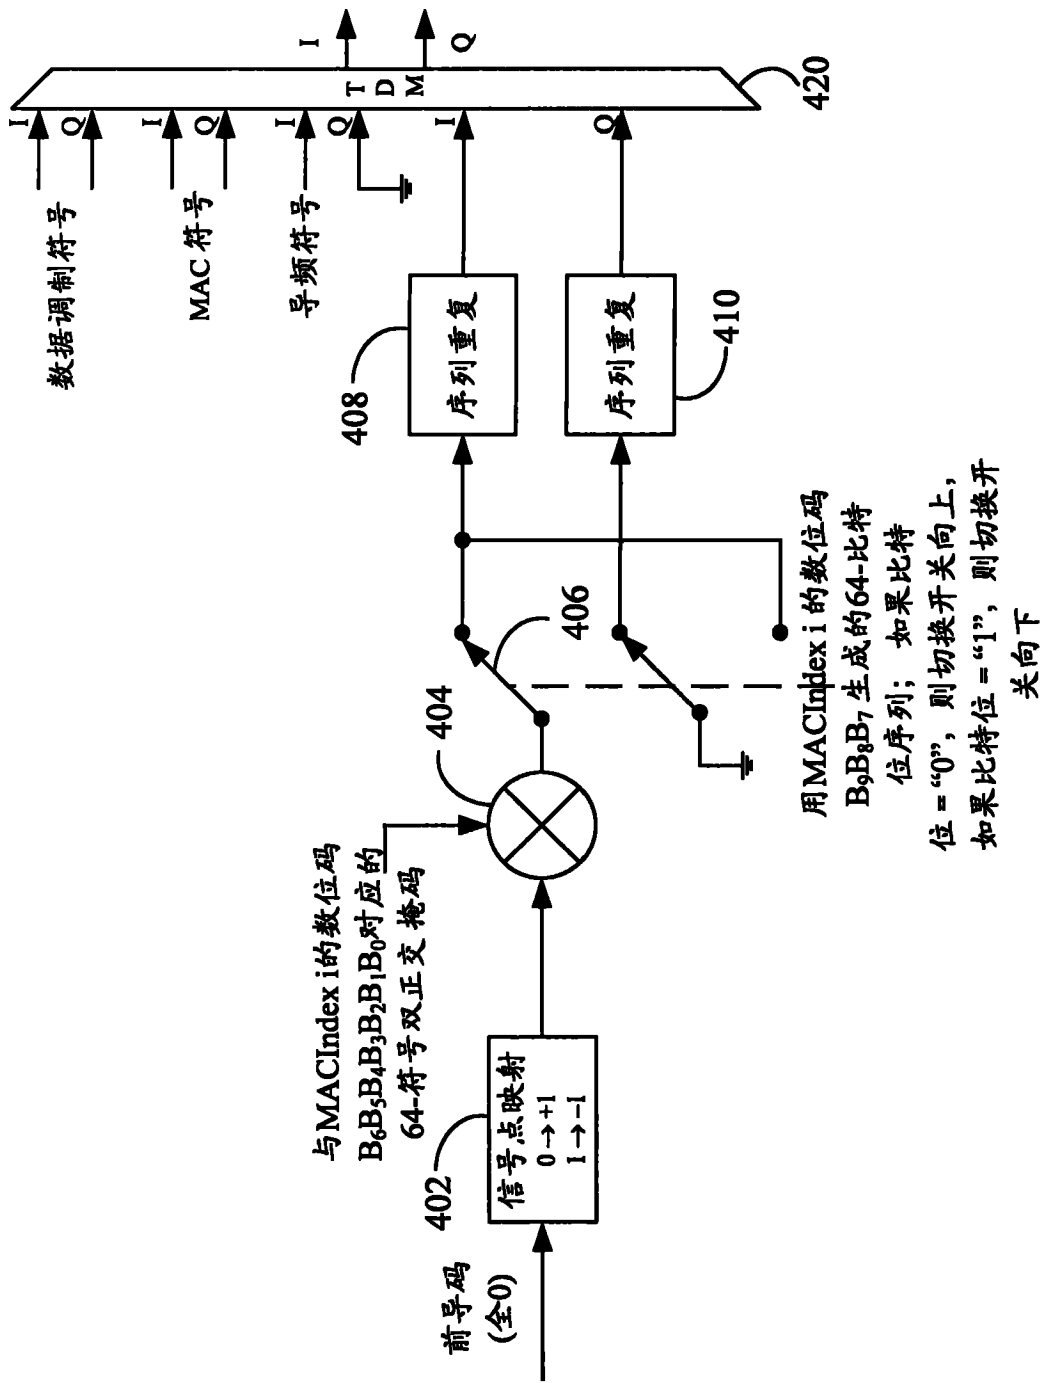 前导码
(全0)
402
信号点映射
0→+1
1→-1
与MACIndex i的数位码
B₆B₅B₄B₃B₂B₁B₀对应的
64-符号双正交掩码
404
406
用MACIndex i的数位码
B₉B₈B₇生成的64-比特
位序列；如果比特
位=“0”，则切换开关向上，
如果比特位=“1”，则切换开
关向下
408
序列重复
序列重复
410
数据调制符号
MAC符号
导频符号
I
Q
I
Q
I
Q
I
Q
T
D
M
I
Q
420